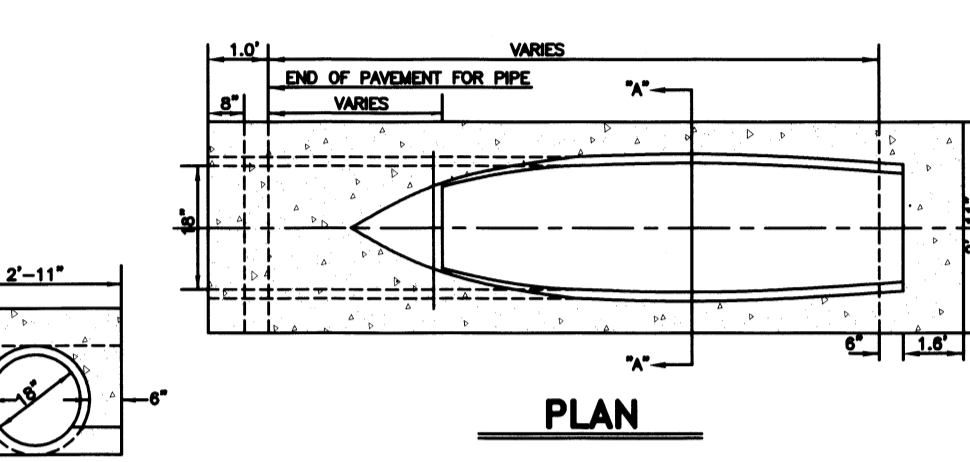 1.0' VARIES
END OF PAVEMENT FOR PIPE
"A"
8" VARIES
18"
2'-11"
18"
6"
6" 1.6'
"A"
PLAN